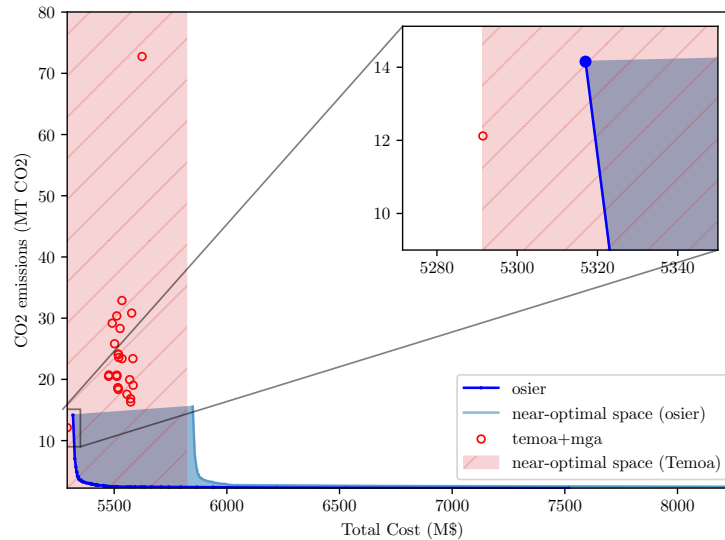 80
70
60
50
40
30
20
10
CO2 emissions (MT CO2)
14
12
10
5280 5300 5320 5340
osier
near-optimal space (osier)
temoa+mga
near-optimal space (Temoa)
5500 6000 6500 7000 7500 8000
Total Cost (M$)